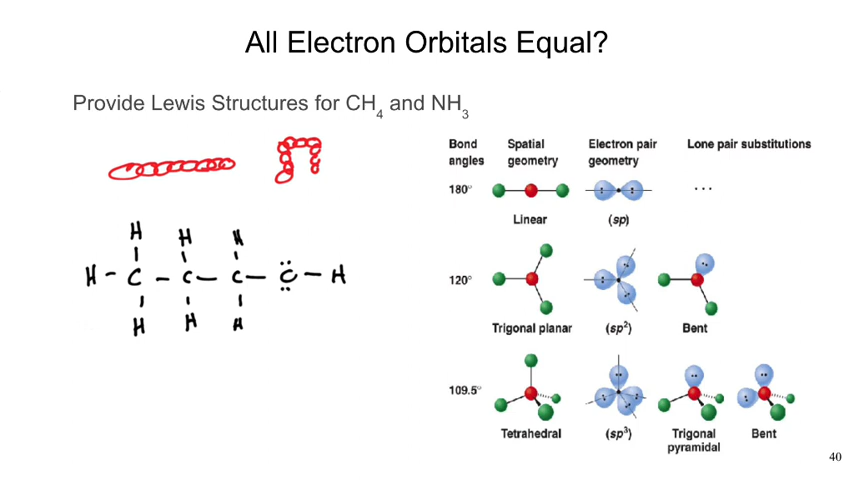 All Electron Orbitals Equal?
Provide Lewis Structures for CH₄ and NH₃
H H H
H - C - C - C - C̈ - H
H H H
Bond angles
Spatial geometry
Electron pair geometry
Lone pair substitutions
180°
...
Linear
(sp)
120°
Trigonal planar
(sp²)
Bent
109.5°
Tetrahedral
(sp³)
Trigonal pyramidal
Bent
40